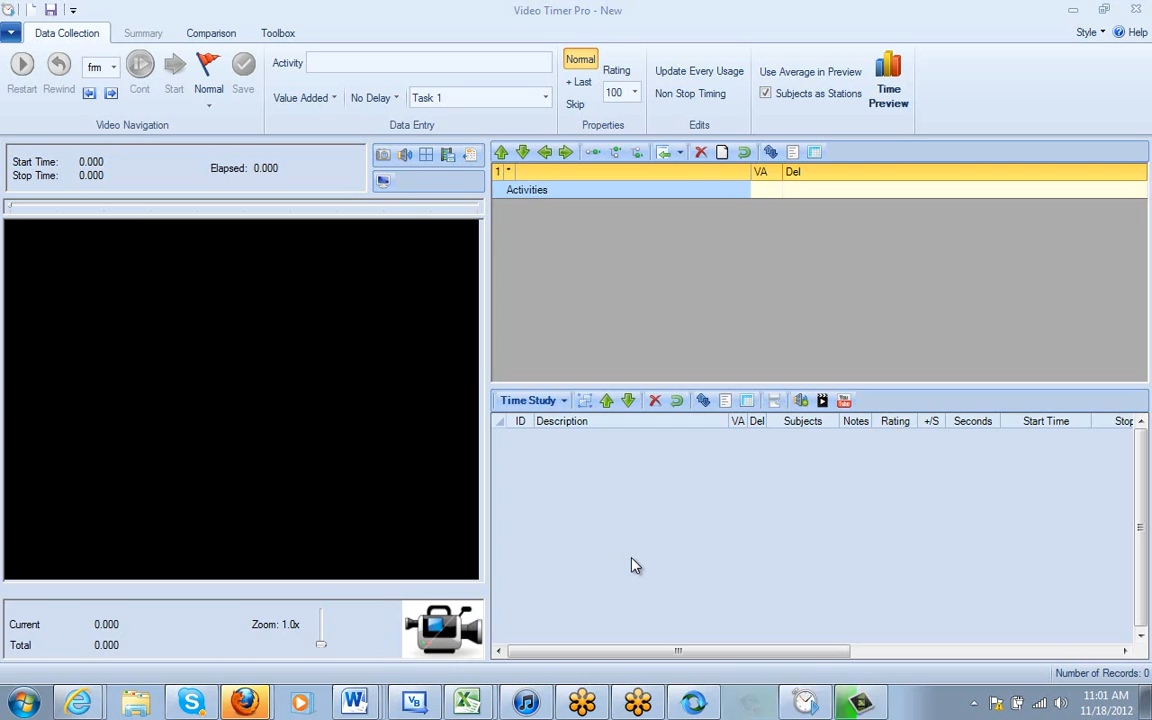 Video Timer Pro - New
Data Collection Summary Comparison Toolbox Style Help
Restart Rewind frm Cont Start Normal Save
Video Navigation
Activity
Value Added No Delay Task 1
Data Entry
Normal
+ Last
Skip
Rating
100
Properties
Update Every Usage
Non Stop Timing
Edits
Use Average in Preview
Subjects as Stations
Time
Preview
Start Time: 0.000
Stop Time: 0.000
Elapsed: 0.000
1 * VA Del
Activities
Time Study
You
Tube
ID Description VA Del Subjects Notes Rating +/S Seconds Start Time Stop
Current 0.000
Total 0.000
Zoom: 1.0x
Number of Records: 0
11:01 AM
11/18/2012